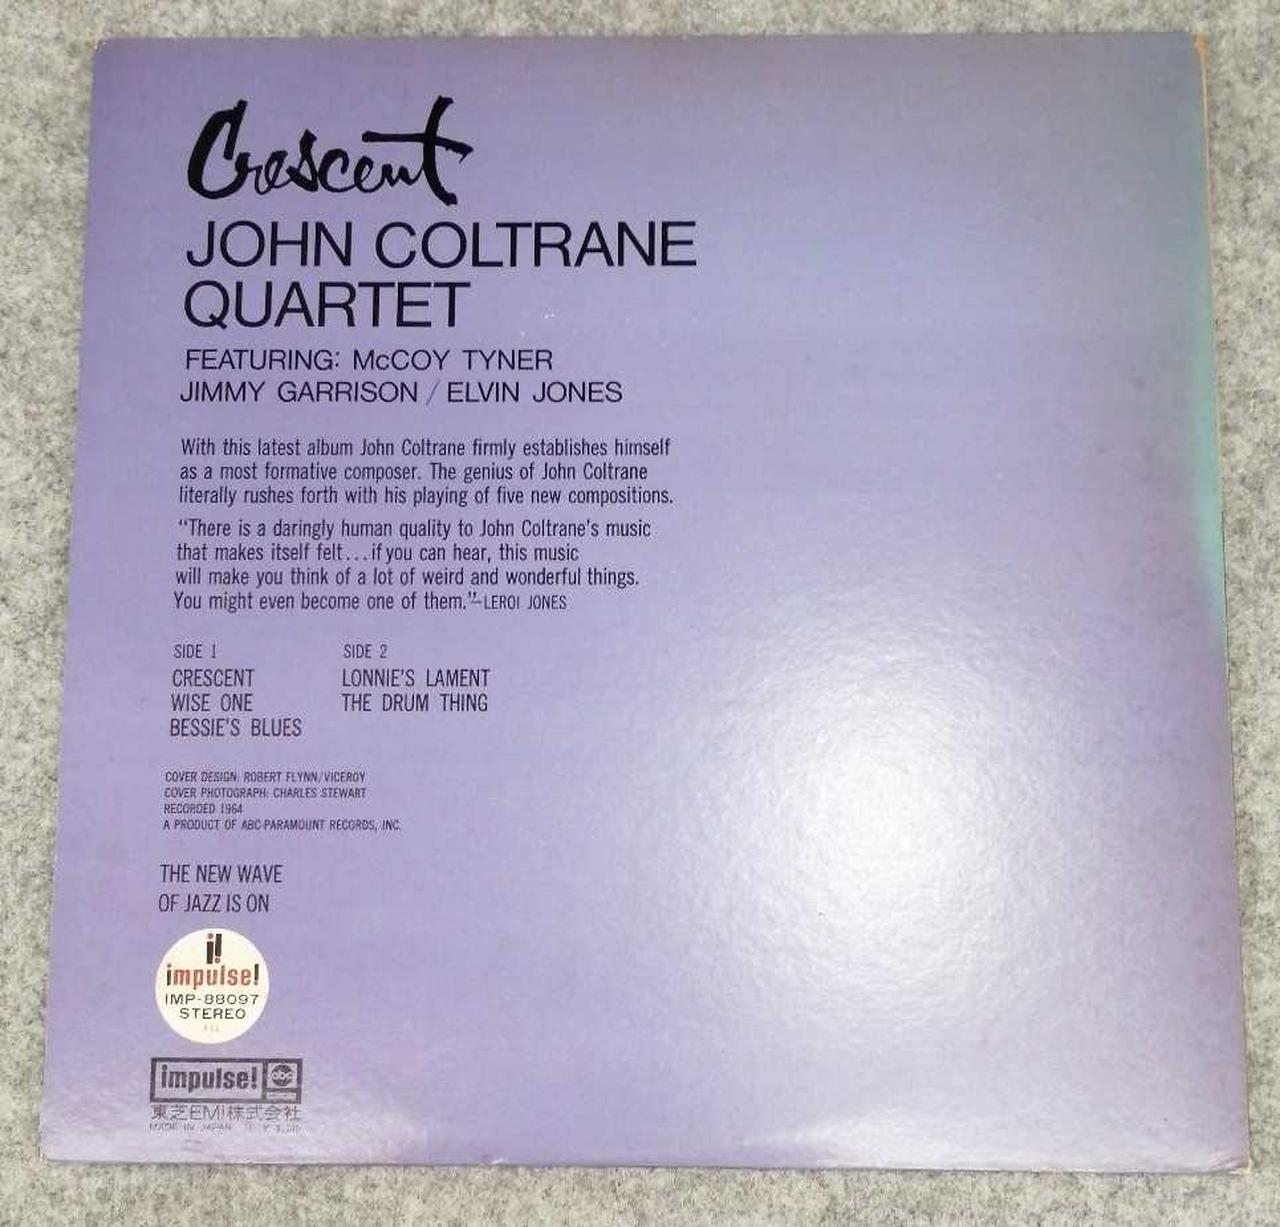 Crescent
JOHN COLTRANE
QUARTET
FEATURING: McCOY TYNER
JIMMY GARRISON / ELVIN JONES
With this latest album John Coltrane firmly establishes himself
as a most formative composer. The genius of John Coltrane
literally rushes forth with his playing of five new compositions.
“There is a daringly human quality to John Coltrane’s music
that makes itself felt...if you can hear, this music
will make you think of a lot of weird and wonderful things.
You might even become one of them.”—LEROI JONES
SIDE 1
CRESCENT
WISE ONE
BESSIE’S BLUES
SIDE 2
LONNIE’S LAMENT
THE DRUM THING
COVER DESIGN: ROBERT FLYNN/VICEROY
COVER PHOTOGRAPH: CHARLES STEWART
RECORDED 1964
A PRODUCT OF ABC-PARAMOUNT RECORDS, INC.
THE NEW WAVE
OF JAZZ IS ON
i!
impulse!
IMP-88097
STEREO
impulse! abc
東芝EMI株式会社
MADE IN JAPAN